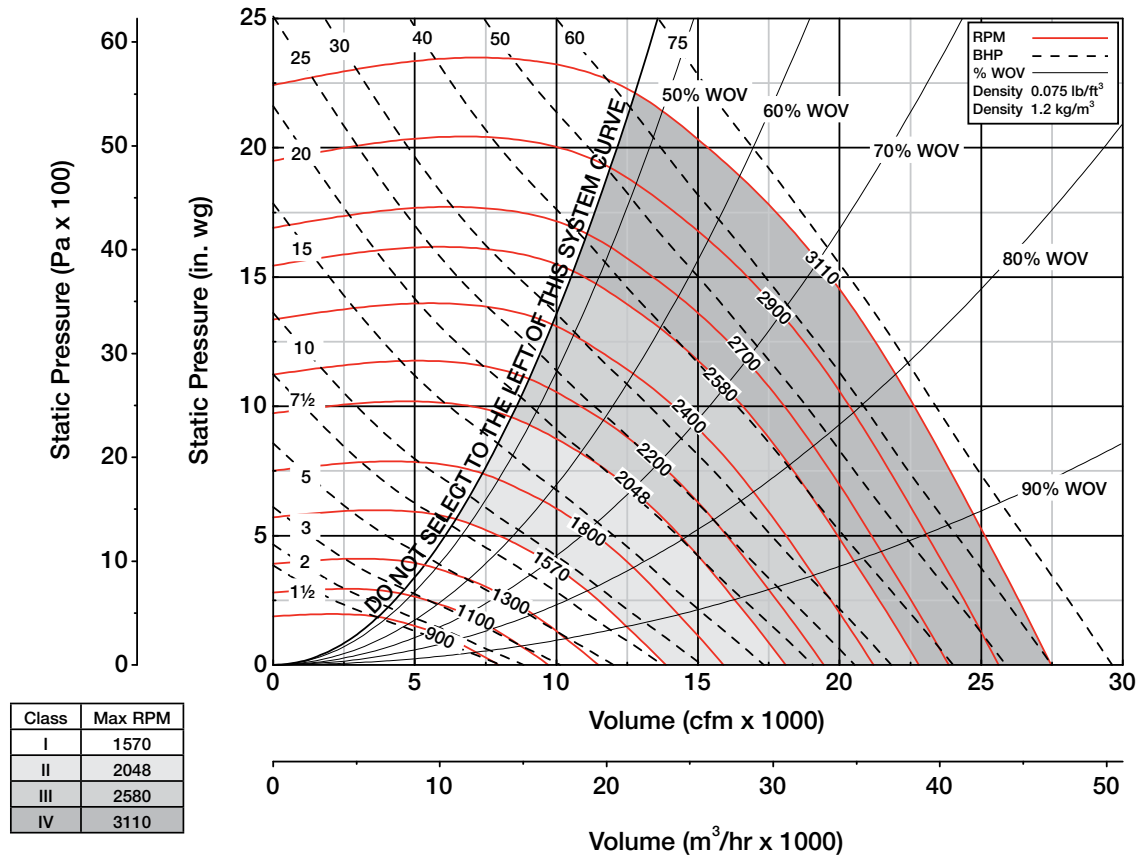 60
50
40
30
20
10
0
Static Pressure (Pa x 100)
25
20
15
10
5
0
Static Pressure (in. wg)
25
30
40
50
60
75
20
15
10
7½
5
3
2
1½
50% WOV
60% WOV
70% WOV
80% WOV
90% WOV
RPM
BHP
% WOV
Density 0.075 lb/ft³
Density 1.2 kg/m³
DO NOT SELECT TO THE LEFT OF THIS SYSTEM CURVE
3110
2900
2700
2580
2400
2200
2048
1800
1570
1300
1100
900
0 5 10 15 20 25 30
Volume (cfm x 1000)
0 10 20 30 40 50
Volume (m³/hr x 1000)
Class Max RPM
I 1570
II 2048
III 2580
IV 3110